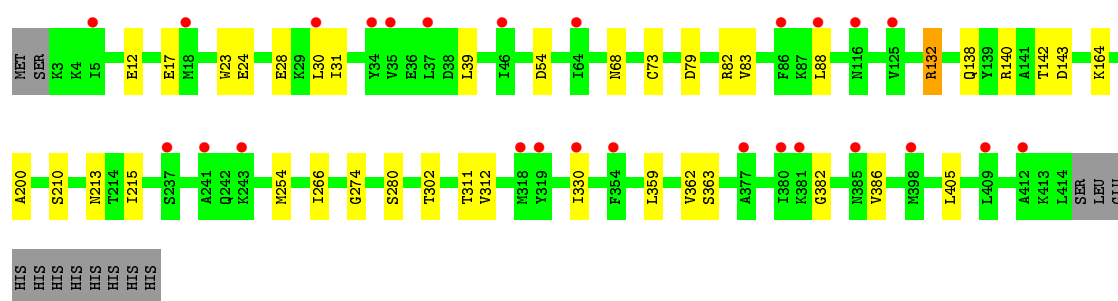 MET SER K3 K4 I5 E12 E17 M18 W23 E24 E28 K29 L30 I31 Y34 V35 E36 L37 D38 L39 I46 D54 I64 N68 C73 D79 R82 V83 F86 K87 L88 N116 V125 R132 Q138 Y139 R140 A141 T142 D143 K164
A200 S210 N213 T214 I215 S237 A241 Q242 K243 M254 I266 G274 S280 T302 T311 V312 M318 Y319 I330 F354 L359 V362 S363 A377 I380 K381 G382 N385 V386 M398 L405 L409 A412 K413 L414 SER LEU GLU
HIS HIS HIS HIS HIS HIS HIS HIS